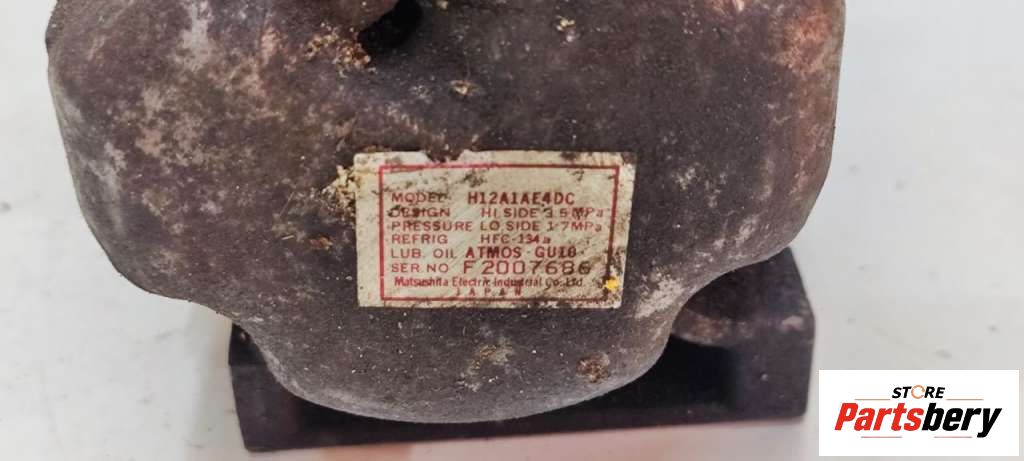 MODEL H12A1AE4DC
DESIGN HI SIDE 3.5MPa
PRESSURE LO SIDE 1.7MPa
REFRIG HFC-134a
LUB. OIL ATMOS-GU10
SER.NO F2007686
Matsushita Electric Industrial Co.,Ltd.
JAPAN
STORE
Partsbery